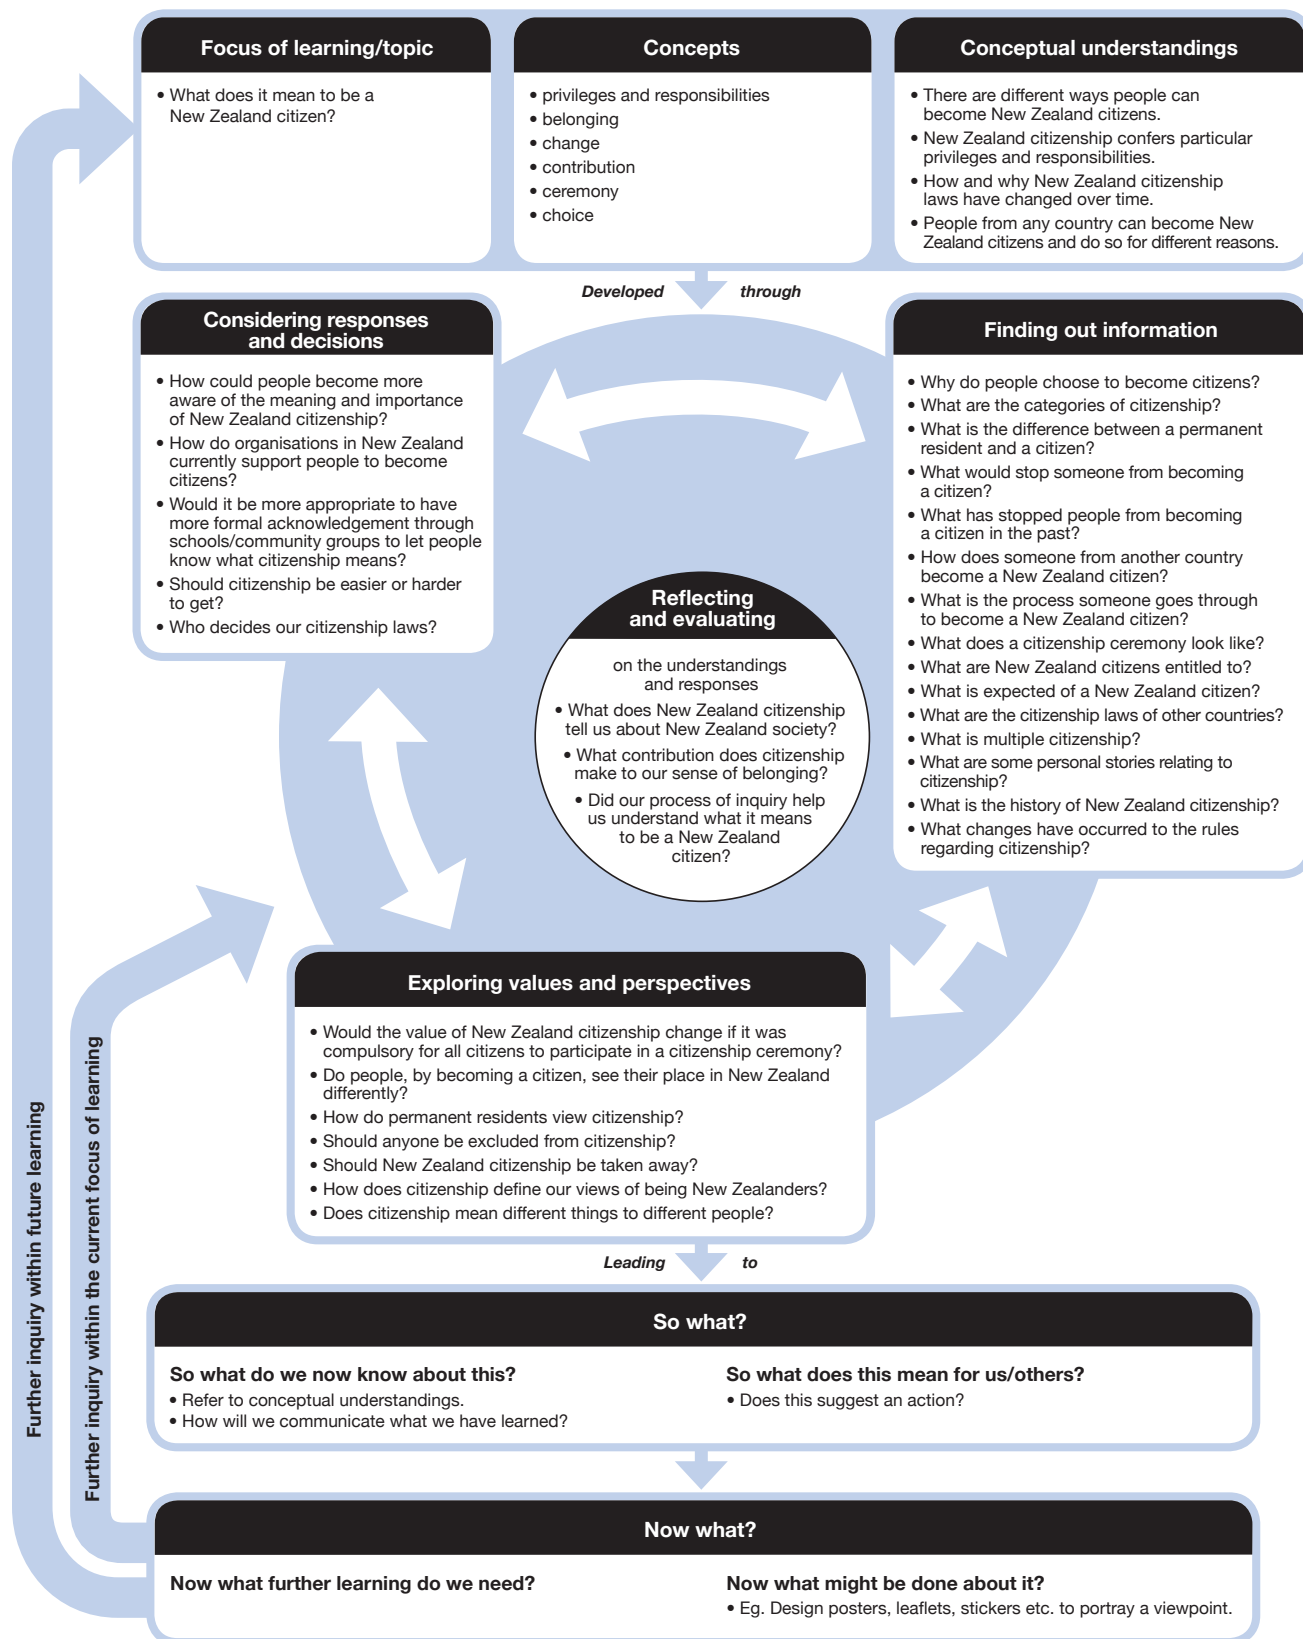 Focus of learning/topic
• What does it mean to be a
New Zealand citizen?
Concepts
• privileges and responsibilities
• belonging
• change
• contribution
• ceremony
• choice
Conceptual understandings
• There are different ways people can
become New Zealand citizens.
• New Zealand citizenship confers particular
privileges and responsibilities.
• How and why New Zealand citizenship
laws have changed over time.
• People from any country can become New
Zealand citizens and do so for different reasons.
Developed through
Considering responses
and decisions
• How could people become more
aware of the meaning and importance
of New Zealand citizenship?
• How do organisations in New Zealand
currently support people to become
citizens?
• Would it be more appropriate to have
more formal acknowledgement through
schools/community groups to let people
know what citizenship means?
• Should citizenship be easier or harder
to get?
• Who decides our citizenship laws?
Finding out information
• Why do people choose to become citizens?
• What are the categories of citizenship?
• What is the difference between a permanent
resident and a citizen?
• What would stop someone from becoming
a citizen?
• What has stopped people from becoming
a citizen in the past?
• How does someone from another country
become a New Zealand citizen?
• What is the process someone goes through
to become a New Zealand citizen?
• What does a citizenship ceremony look like?
• What are New Zealand citizens entitled to?
• What is expected of a New Zealand citizen?
• What are the citizenship laws of other countries?
• What is multiple citizenship?
• What are some personal stories relating to
citizenship?
• What is the history of New Zealand citizenship?
• What changes have occurred to the rules
regarding citizenship?
Reflecting
and evaluating
on the understandings
and responses
• What does New Zealand citizenship
tell us about New Zealand society?
• What contribution does citizenship
make to our sense of belonging?
• Did our process of inquiry help
us understand what it means
to be a New Zealand
citizen?
Exploring values and perspectives
• Would the value of New Zealand citizenship change if it was
compulsory for all citizens to participate in a citizenship ceremony?
• Do people, by becoming a citizen, see their place in New Zealand
differently?
• How do permanent residents view citizenship?
• Should anyone be excluded from citizenship?
• Should New Zealand citizenship be taken away?
• How does citizenship define our views of being New Zealanders?
• Does citizenship mean different things to different people?
Leading to
So what?
So what do we now know about this?
• Refer to conceptual understandings.
• How will we communicate what we have learned?
So what does this mean for us/others?
• Does this suggest an action?
Now what?
Now what further learning do we need?
Now what might be done about it?
• Eg. Design posters, leaflets, stickers etc. to portray a viewpoint.
Further inquiry within future learning
Further inquiry within the current focus of learning